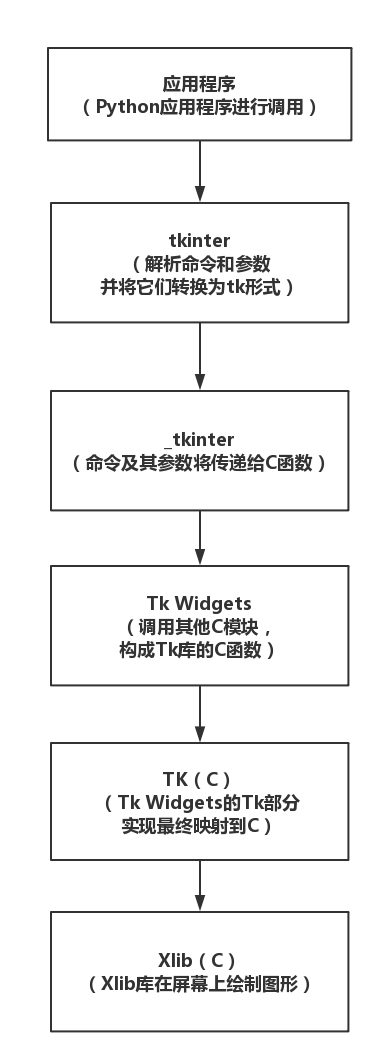 应用程序
（Python应用程序进行调用）
tkinter
（解析命令和参数
并将它们转换为tk形式）
_tkinter
（命令及其参数将传递给C函数）
Tk Widgets
（调用其他C模块，
构成Tk库的C函数）
TK（C）
（Tk Widgets的Tk部分
实现最终映射到C）
Xlib（C）
（Xlib库在屏幕上绘制图形）